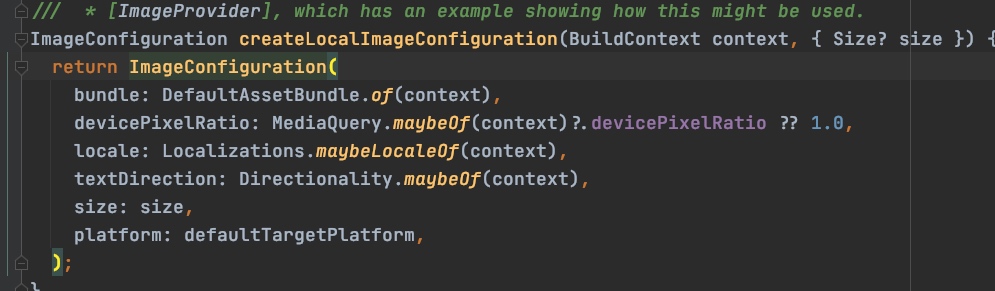 /// * [ImageProvider], which has an example showing how this might be used.
ImageConfiguration createLocalImageConfiguration(BuildContext context, { Size? size }) {
return ImageConfiguration(
bundle: DefaultAssetBundle.of(context),
devicePixelRatio: MediaQuery.maybeOf(context)?.devicePixelRatio ?? 1.0,
locale: Localizations.maybeLocaleOf(context),
textDirection: Directionality.maybeOf(context),
size: size,
platform: defaultTargetPlatform,
);
}